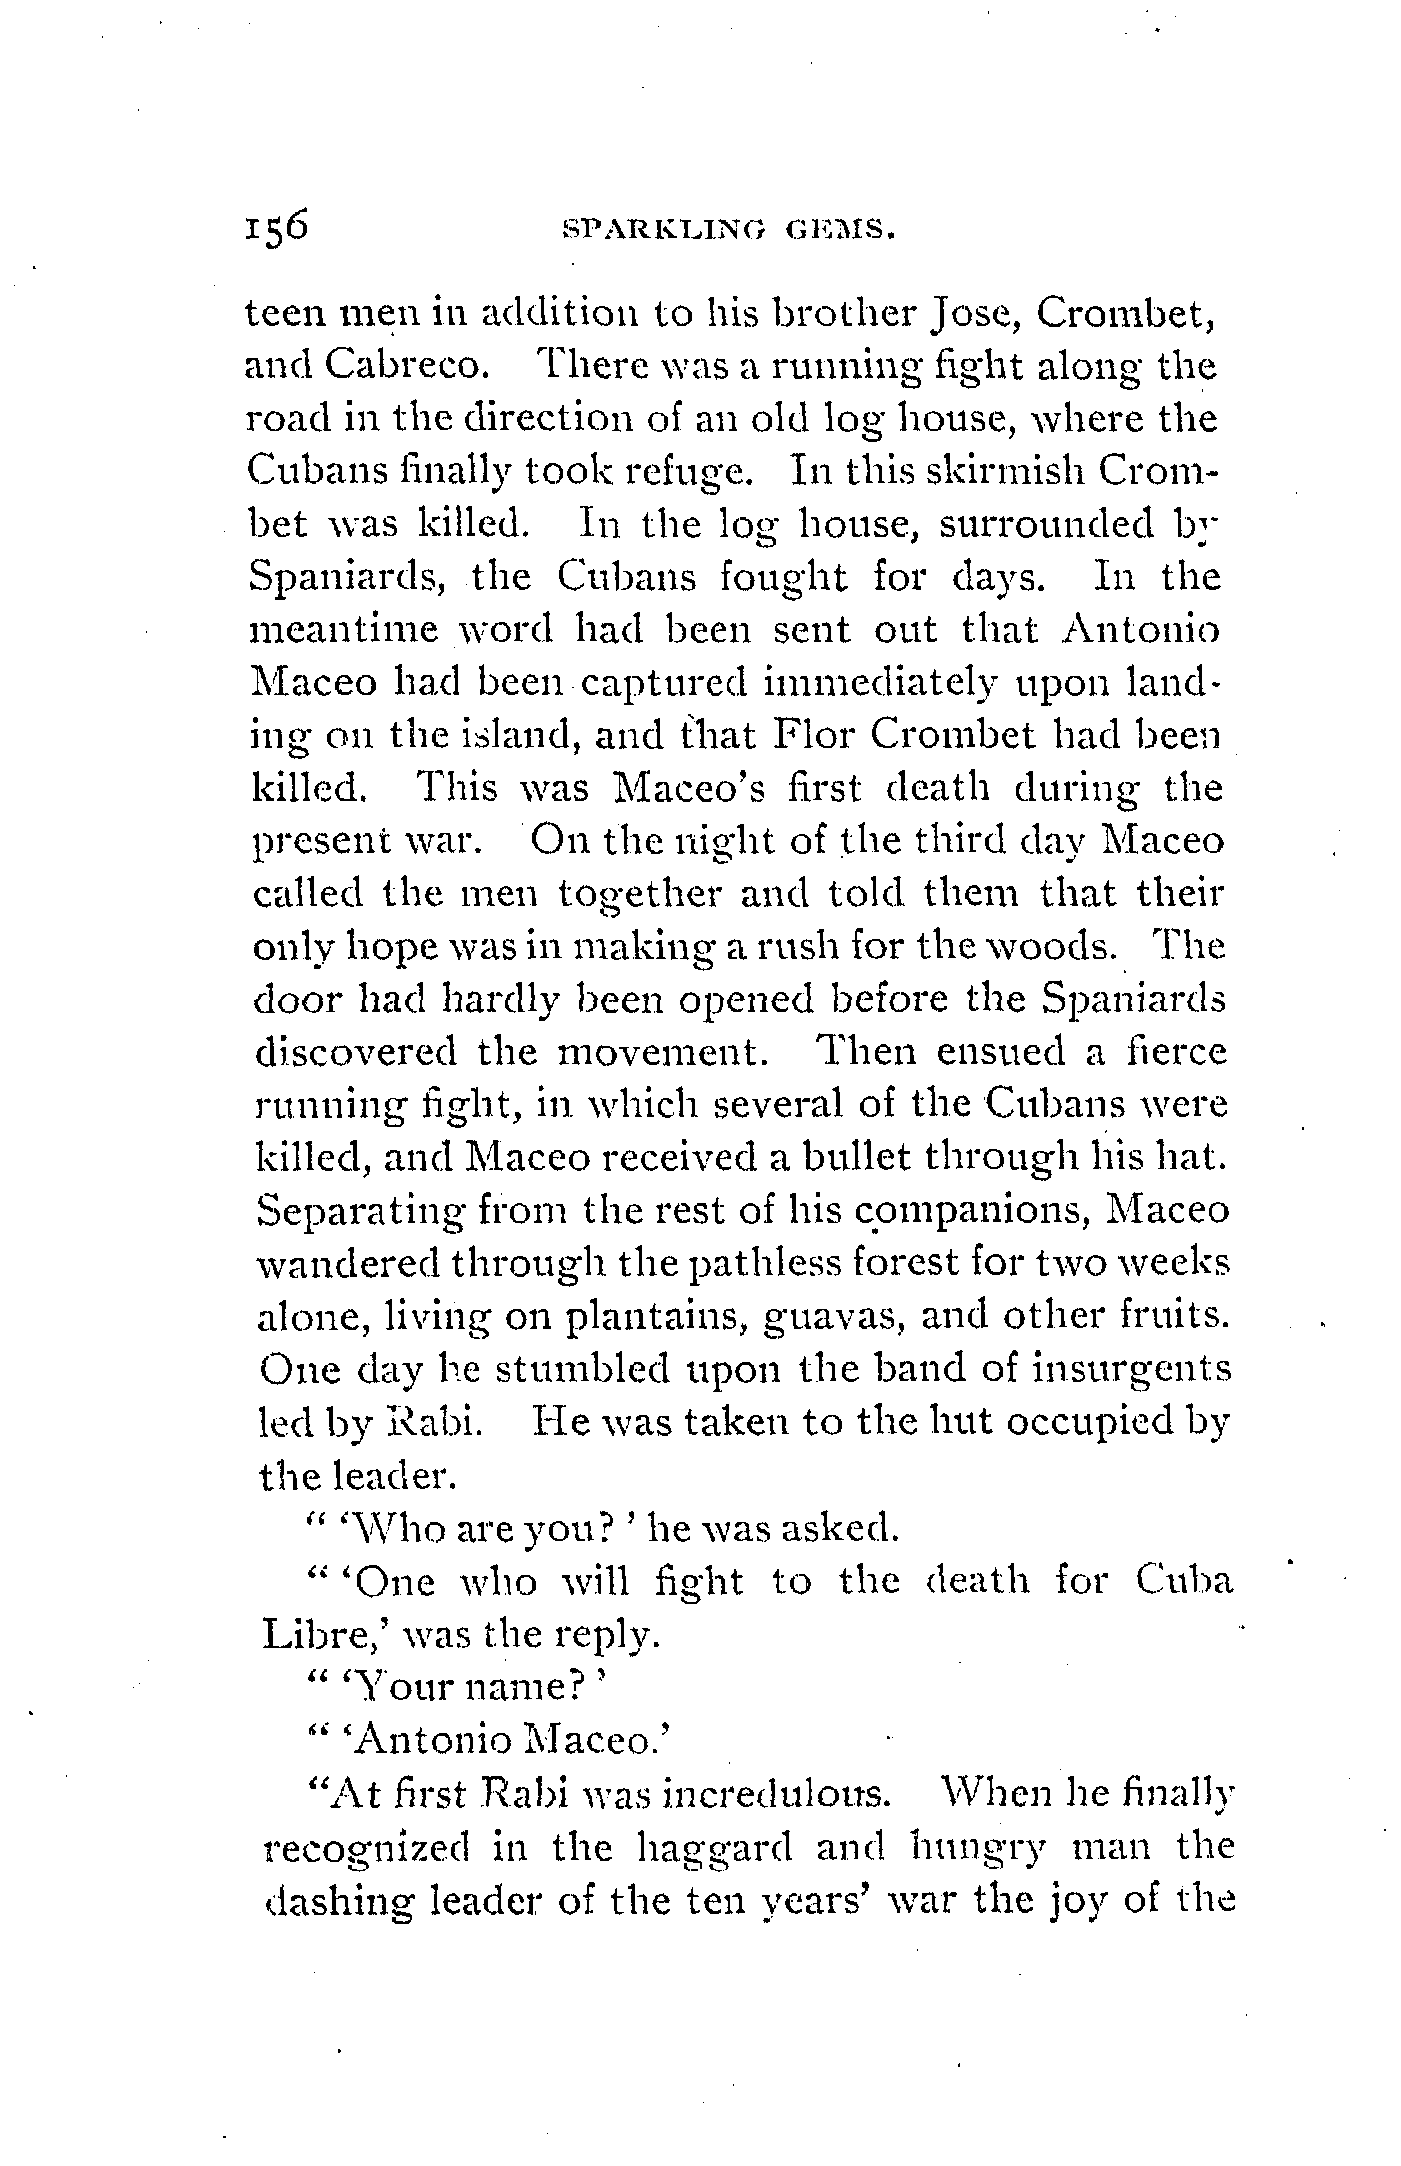 156 SPARKLING GEMS.
teen men in addition to his brother Jose, Crombet,
and Cabreco. There was a running fight along the
road in the direction of an old log house, where the
Cubans finally took refuge. In this skirmish Crom-
bet was killed. In the log house, surrounded by
Spaniards, the Cubans fought for days. In the
meantime word had been sent out that Antonio
Maceo had been captured immediately upon land-
ing on the island, and that Flor Crombet had been
killed. This was Maceo's first death during the
present war. On the night of the third day Maceo
called the men together and told them that their
only hope was in making a rush for the woods. The
door had hardly been opened before the Spaniards
discovered the movement. Then ensued a fierce
running fight, in which several of the Cubans were
killed, and Maceo received a bullet through his hat.
Separating from the rest of his companions, Maceo
wandered through the pathless forest for two weeks
alone, living on plantains, guavas, and other fruits.
One day he stumbled upon the band of insurgents
led by Rabi. He was taken to the hut occupied by
the leader.
" 'Who are you? ' he was asked.
" 'One who will fight to the death for Cuba
Libre,' was the reply.
" 'Your name? '
" 'Antonio Maceo.'
"At first Rabi was incredulous. When he finally
recognized in the haggard and hungry man the
dashing leader of the ten years' war the joy of the